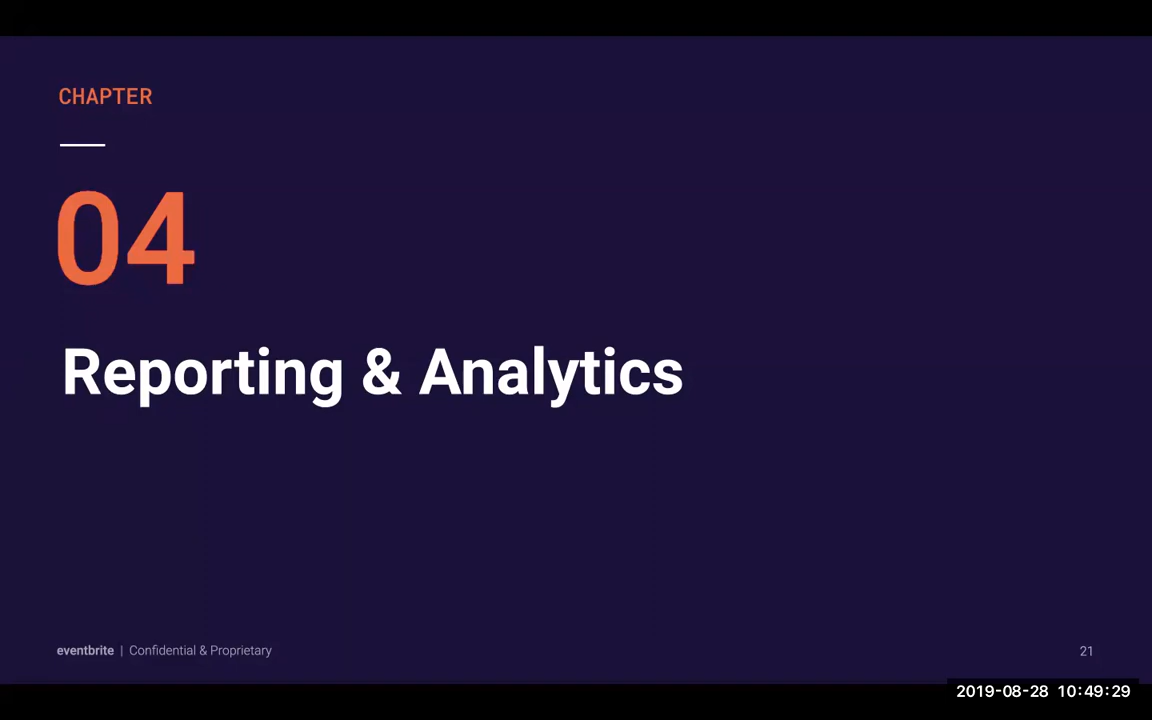 CHAPTER
04
Reporting & Analytics
eventbrite | Confidential & Proprietary
21
2019-08-28 10:49:29